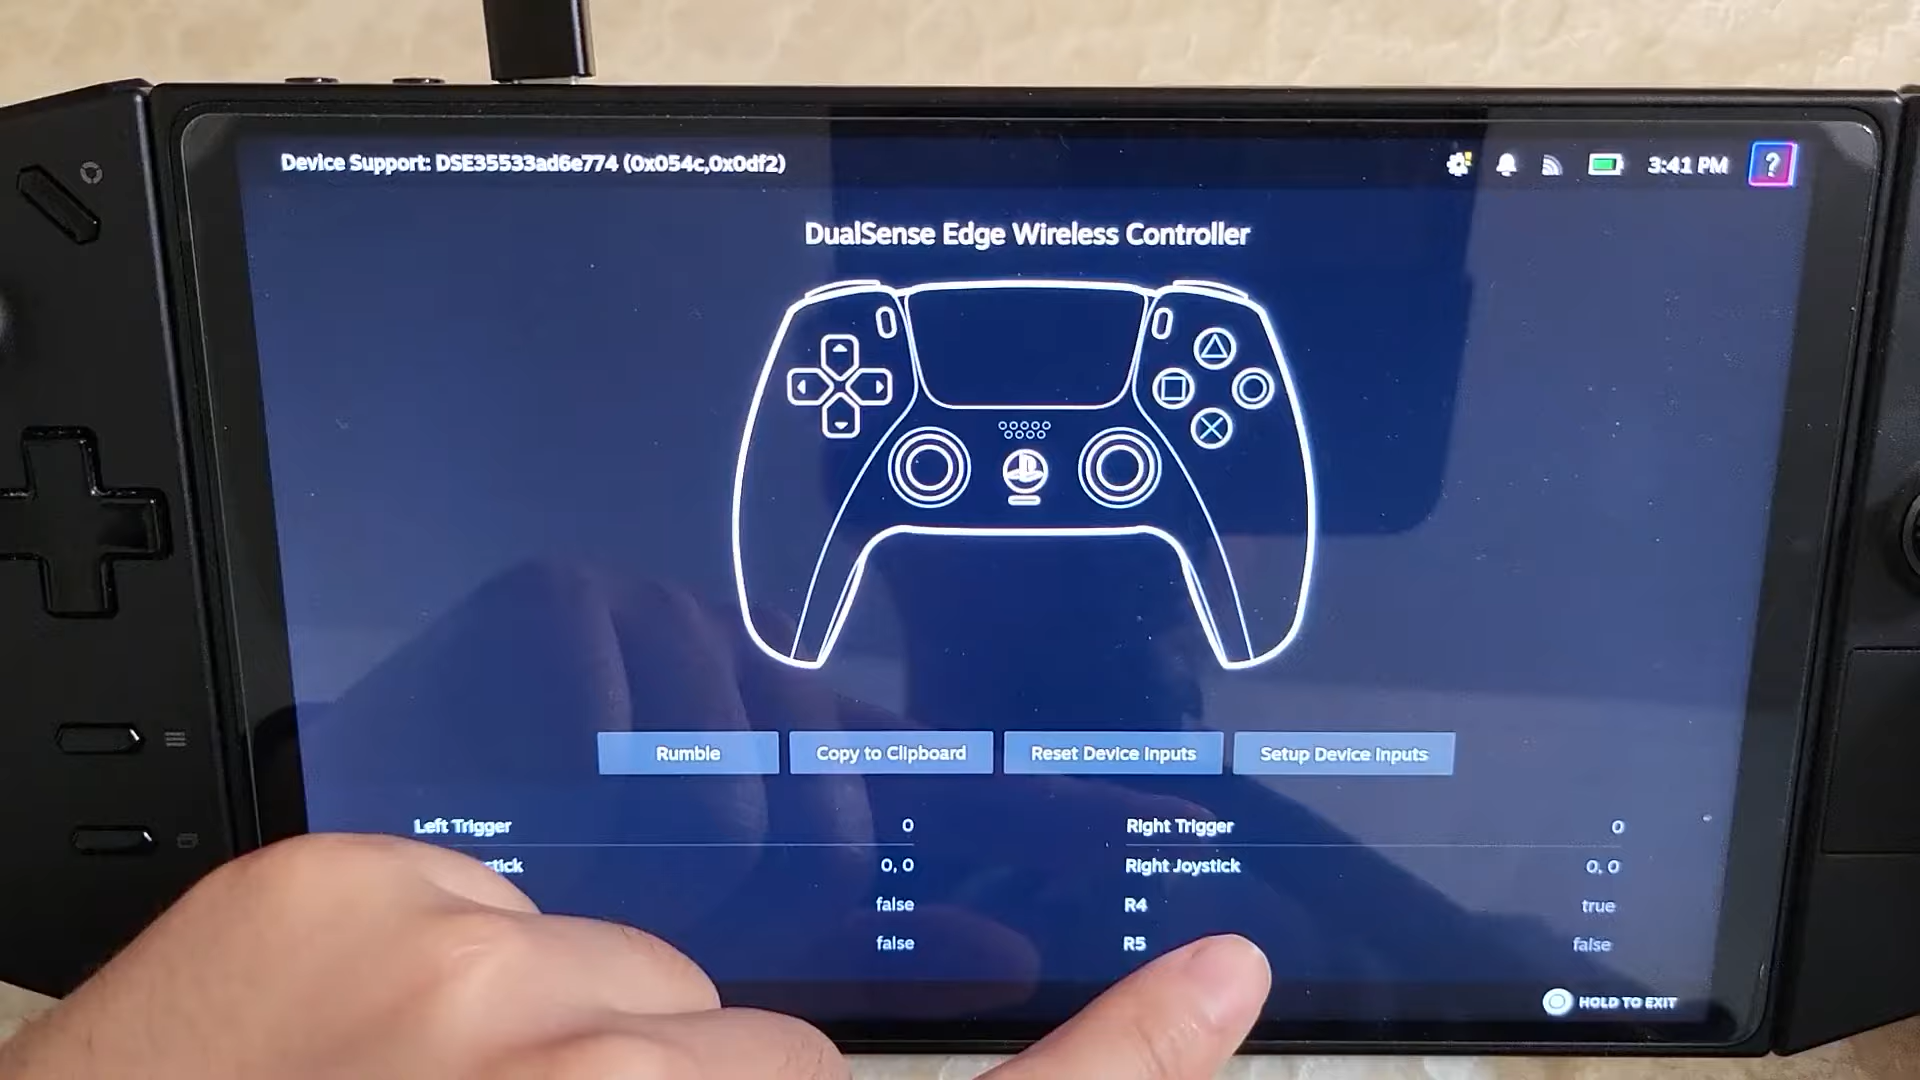 Device Support: DSE35533ad6e774 (0x054c,0x0df2)
3:41 PM
?
DualSense Edge Wireless Controller
Rumble
Copy to Clipboard
Reset Device Inputs
Setup Device Inputs
Left Trigger 0
Right Trigger 0
stick 0, 0
Right Joystick 0, 0
false
R4 true
false
R5 false
HOLD TO EXIT